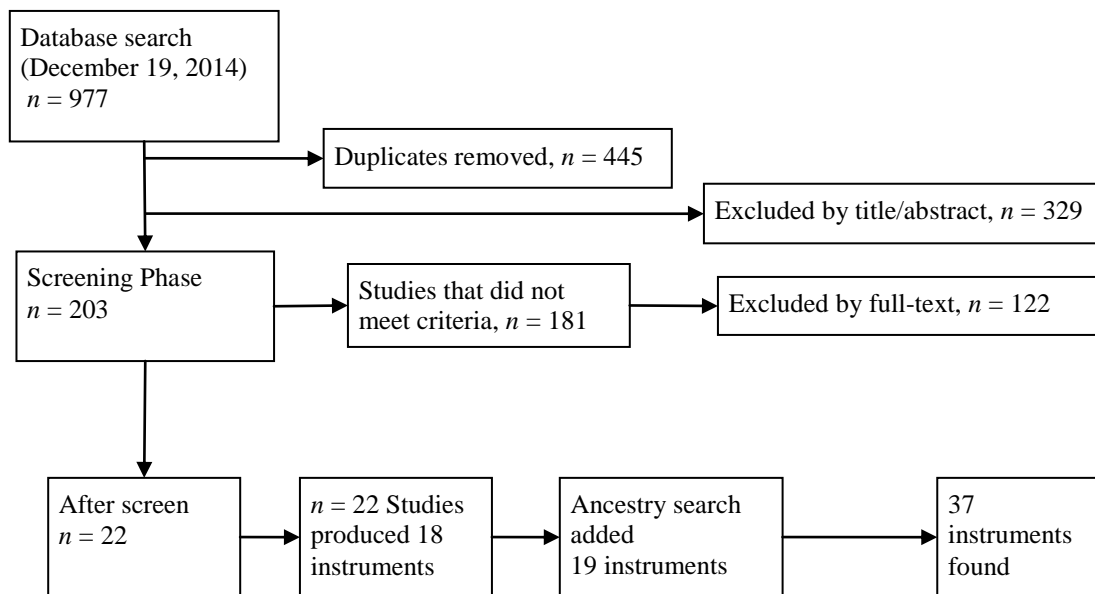 Database search
(December 19, 2014)
n = 977
Duplicates removed, n = 445
Excluded by title/abstract, n = 329
Screening Phase
n = 203
Studies that did not
meet criteria, n = 181
Excluded by full-text, n = 122
After screen
n = 22
n = 22 Studies
produced 18
instruments
Ancestry search
added
19 instruments
37
instruments
found